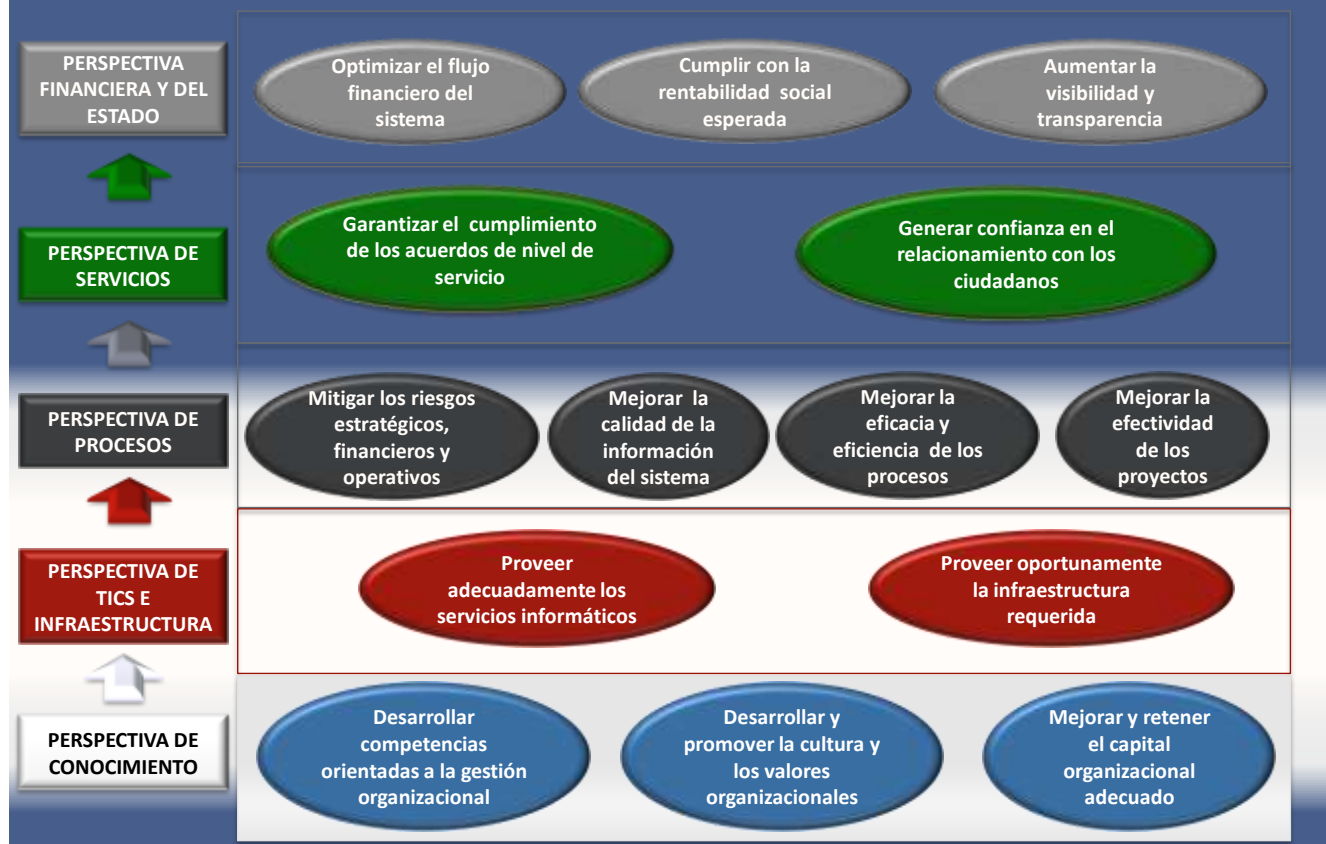 PERSPECTIVA
FINANCIERA Y DEL
ESTADO
Optimizar el flujo
financiero del
sistema
Cumplir con la
rentabilidad social
esperada
Aumentar la
visibilidad y
transparencia
PERSPECTIVA DE
SERVICIOS
Garantizar el cumplimiento
de los acuerdos de nivel de
servicio
Generar confianza en el
relacionamiento con los
ciudadanos
PERSPECTIVA DE
PROCESOS
Mitigar los riesgos
estratégicos,
financieros y
operativos
Mejorar la
calidad de la
información
del sistema
Mejorar la
eficacia y
eficiencia de los
procesos
Mejorar la
efectividad
de los
proyectos
PERSPECTIVA DE
TICS E
INFRAESTRUCTURA
Proveer
adecuadamente los
servicios informáticos
Proveer oportunamente
la infraestructura
requerida
PERSPECTIVA DE
CONOCIMIENTO
Desarrollar
competencias
orientadas a la gestión
organizacional
Desarrollar y
promover la cultura y
los valores
organizacionales
Mejorar y retener
el capital
organizacional
adecuado